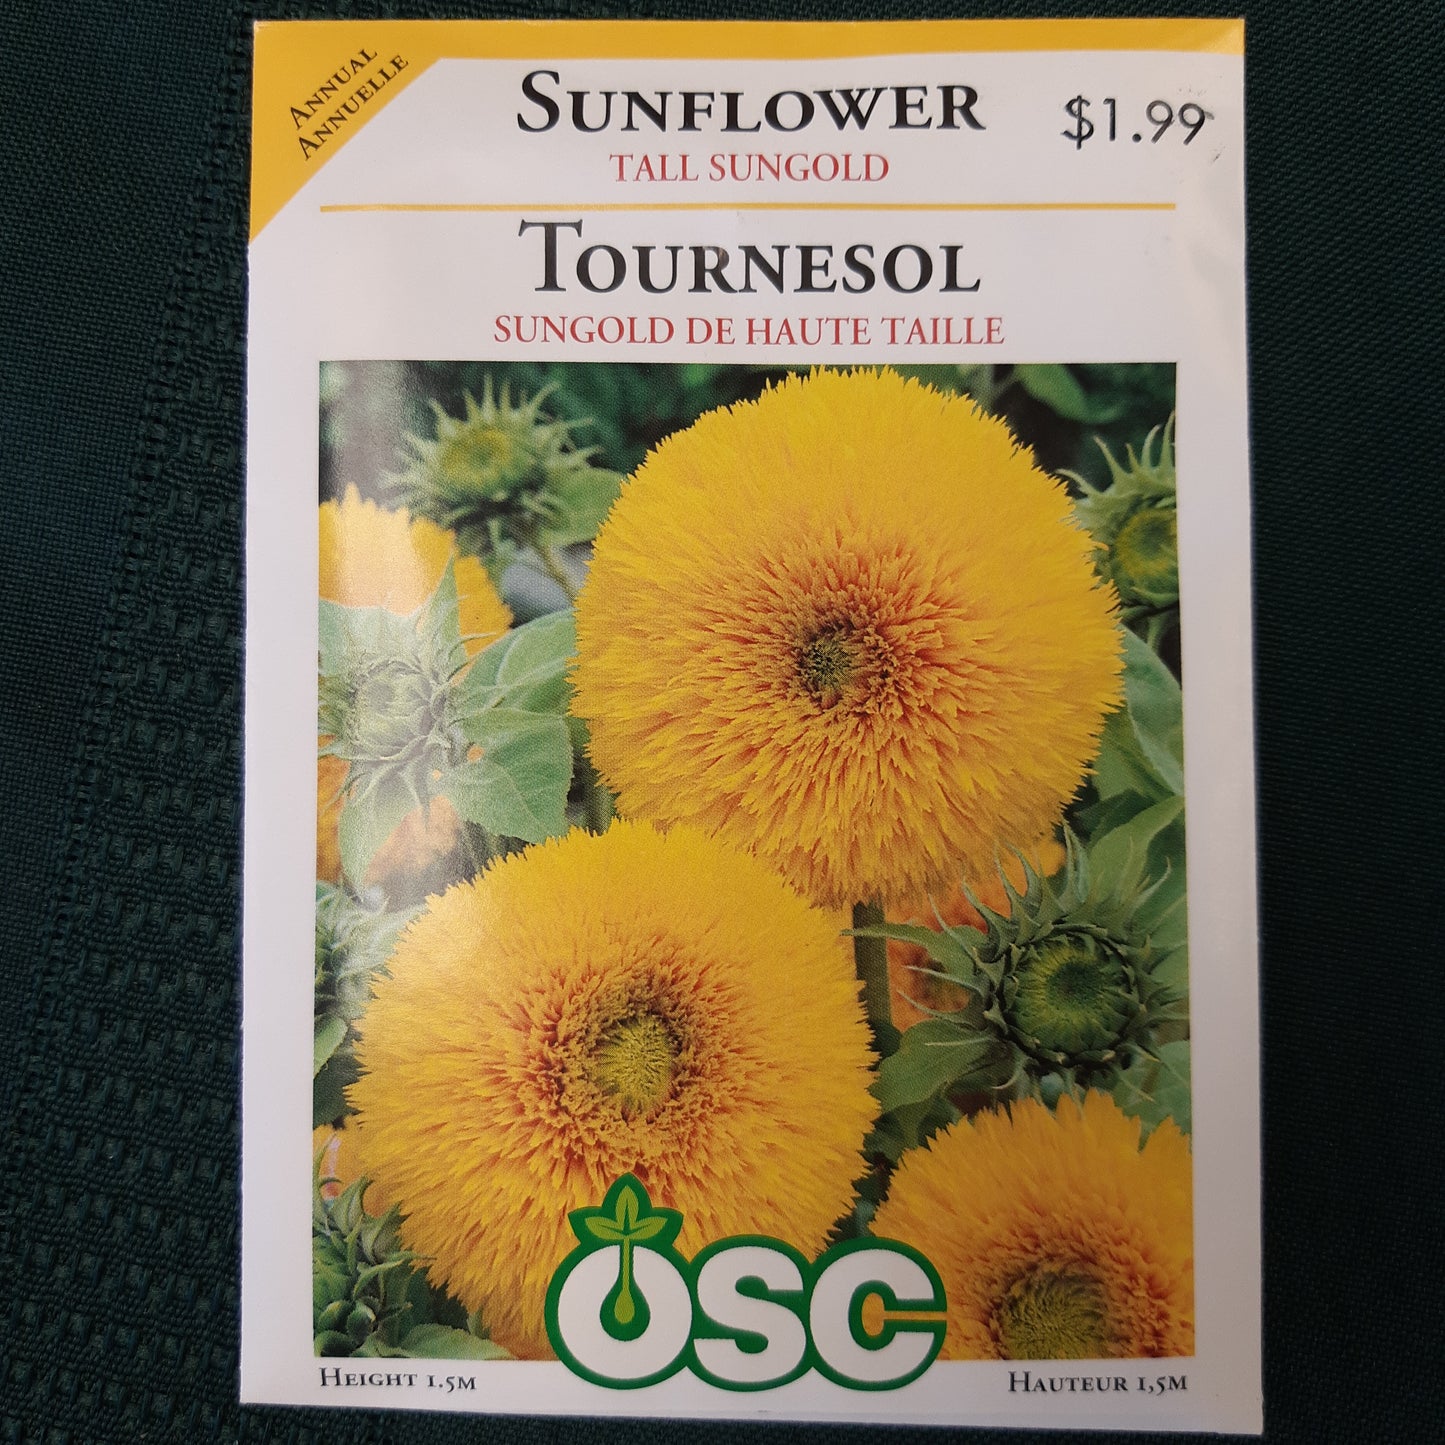 ANNUAL
ANNUELLE
SUNFLOWER
$1.99
TALL SUNGOLD
TOURNESOL
SUNGOLD DE HAUTE TAILLE
OSC
HEIGHT 1.5M
HAUTEUR 1,5M